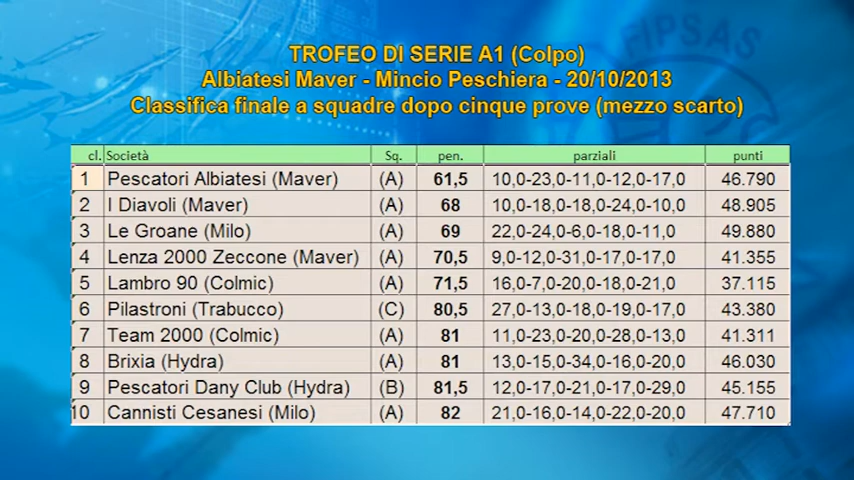 FIPSAS
TROFEO DI SERIE A1 (Colpo)
Albiatesi Maver - Mincio Peschiera - 20/10/2013
Classifica finale a squadre dopo cinque prove (mezzo scarto)
cl. Società Sq. pen. parziali punti
1 Pescatori Albiatesi (Maver) (A) 61,5 10,0-23,0-11,0-12,0-17,0 46.790
2 I Diavoli (Maver) (A) 68 10,0-18,0-18,0-24,0-10,0 48.905
3 Le Groane (Milo) (A) 69 22,0-24,0-6,0-18,0-11,0 49.880
4 Lenza 2000 Zeccone (Maver) (A) 70,5 9,0-12,0-31,0-17,0-17,0 41.355
5 Lambro 90 (Colmic) (A) 71,5 16,0-7,0-20,0-18,0-21,0 37.115
6 Pilastroni (Trabucco) (C) 80,5 27,0-13,0-18,0-19,0-17,0 43.380
7 Team 2000 (Colmic) (A) 81 11,0-23,0-20,0-28,0-13,0 41.311
8 Brixia (Hydra) (A) 81 13,0-15,0-34,0-16,0-20,0 46.030
9 Pescatori Dany Club (Hydra) (B) 81,5 12,0-17,0-21,0-17,0-29,0 45.155
10 Cannisti Cesanesi (Milo) (A) 82 21,0-16,0-14,0-22,0-20,0 47.710